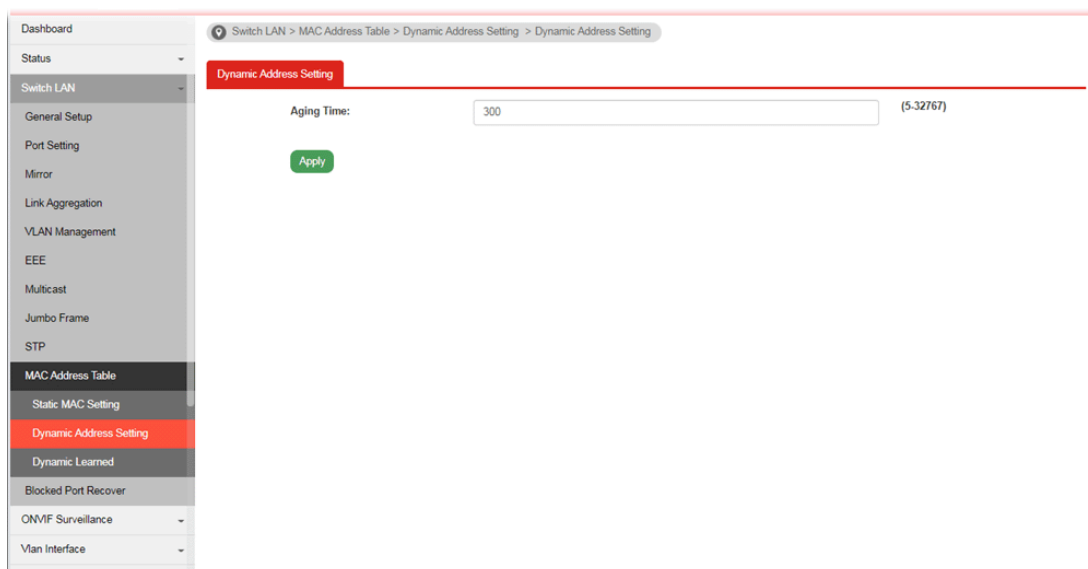 Dashboard
Status
Switch LAN
General Setup
Port Setting
Mirror
Link Aggregation
VLAN Management
EEE
Multicast
Jumbo Frame
STP
MAC Address Table
Static MAC Setting
Dynamic Address Setting
Dynamic Learned
Blocked Port Recover
ONVIF Surveillance
Vlan Interface
Switch LAN > MAC Address Table > Dynamic Address Setting > Dynamic Address Setting
Dynamic Address Setting
Aging Time: 300 (5-32767)
Apply